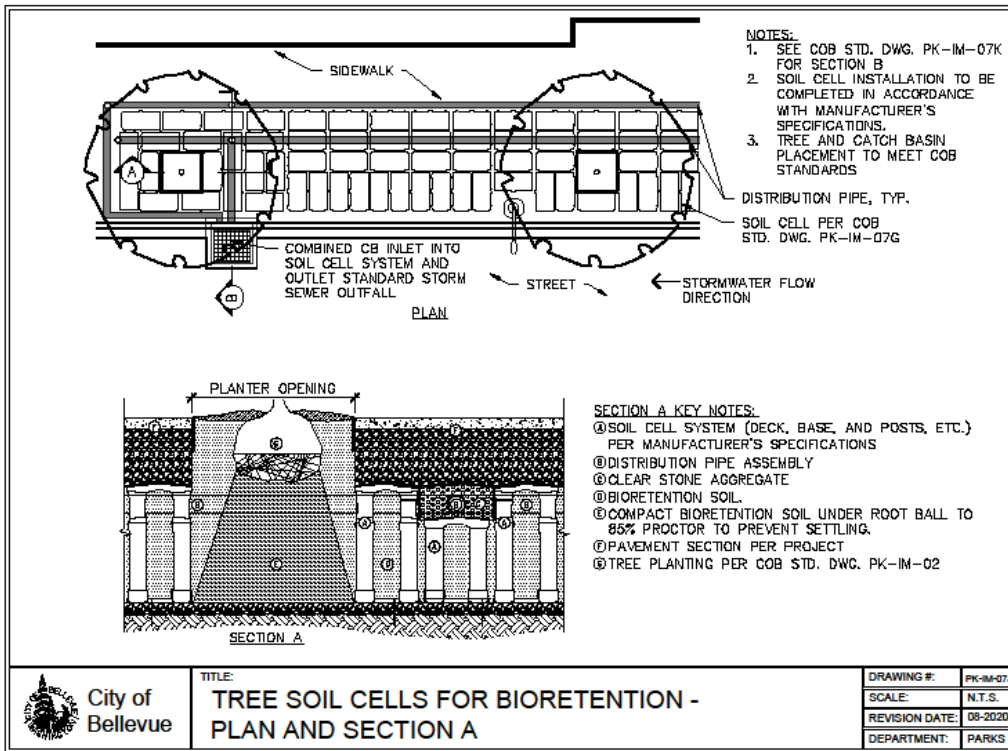 NOTES:
1. SEE COB STD. DWG. PK-IM-07K
FOR SECTION B
2. SOIL CELL INSTALLATION TO BE
COMPLETED IN ACCORDANCE
WITH MANUFACTURER'S
SPECIFICATIONS.
3. TREE AND CATCH BASIN
PLACEMENT TO MEET COB
STANDARDS
SIDEWALK
DISTRIBUTION PIPE, TYP.
SOIL CELL PER COB
STD. DWG. PK-IM-07G
A
COMBINED CB INLET INTO
SOIL CELL SYSTEM AND
OUTLET STANDARD STORM
SEWER OUTFALL
STREET
STORMWATER FLOW
DIRECTION
B
PLAN
PLANTER OPENING
F
F
G
B
B
B
A
A
A
E
D
SECTION A
SECTION A KEY NOTES:
Ⓐ SOIL CELL SYSTEM (DECK, BASE, AND POSTS, ETC.)
PER MANUFACTURER'S SPECIFICATIONS
Ⓑ DISTRIBUTION PIPE ASSEMBLY
Ⓒ CLEAR STONE AGGREGATE
Ⓓ BIORETENTION SOIL.
Ⓔ COMPACT BIORETENTION SOIL UNDER ROOT BALL TO
85% PROCTOR TO PREVENT SETTLING.
Ⓕ PAVEMENT SECTION PER PROJECT
Ⓖ TREE PLANTING PER COB STD. DWG. PK-IM-02
City of
Bellevue
TITLE:
TREE SOIL CELLS FOR BIORETENTION -
PLAN AND SECTION A
DRAWING #:
SCALE: N.T.S.
REVISION DATE: 08-2020
DEPARTMENT: PARKS